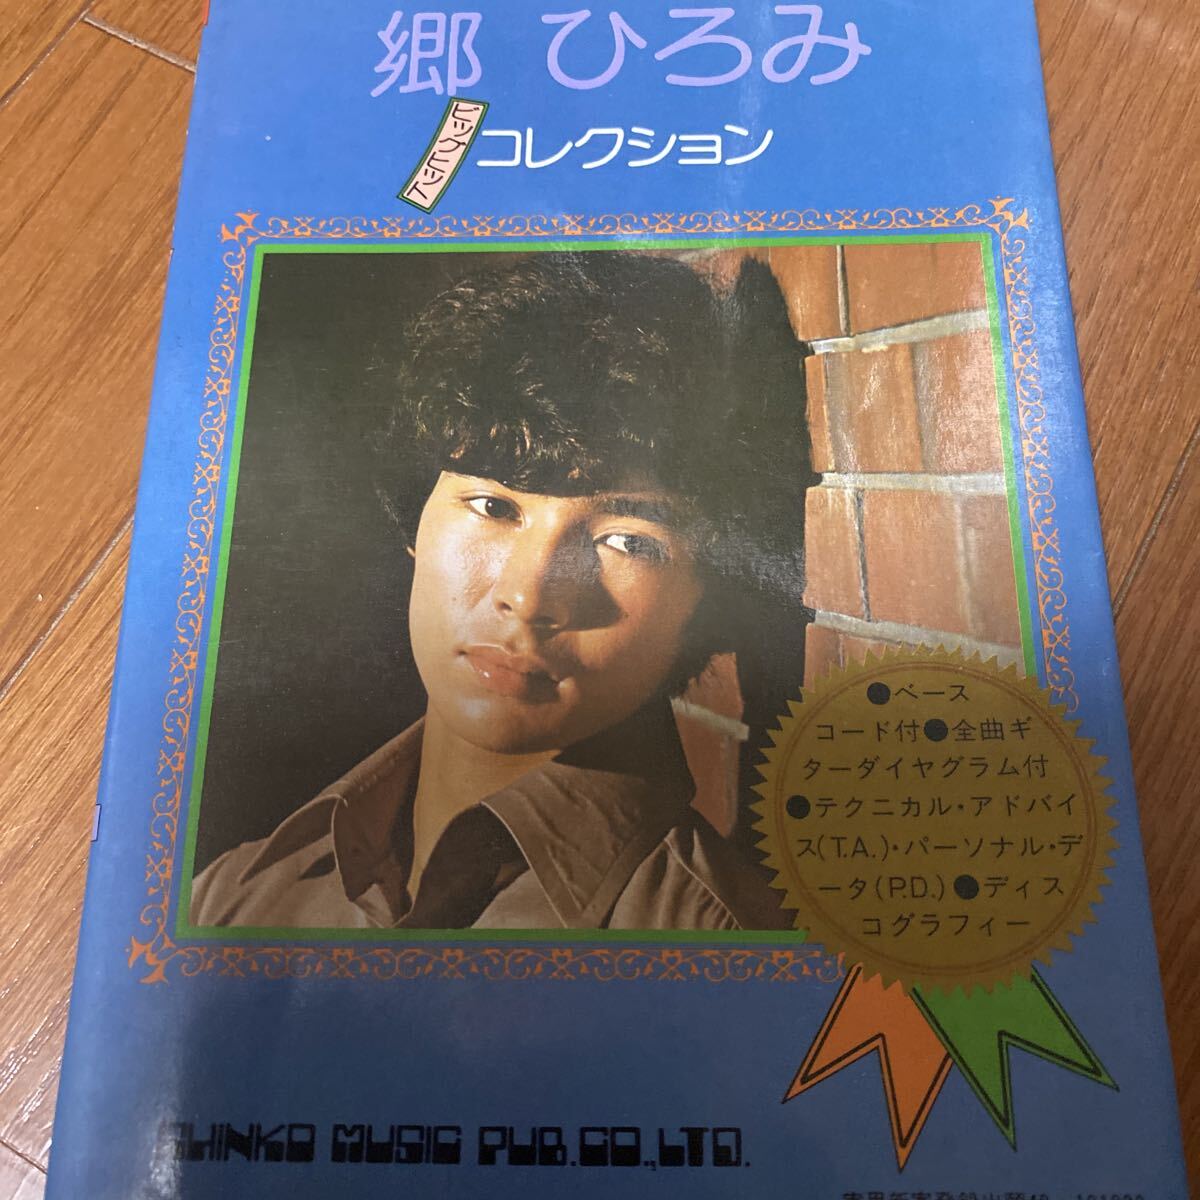 郷 ひろみ
ビッグヒット
コレクション
●ベース
コード付●全曲ギ
ターダイヤグラム付
●テクニカル・アドバイ
ス(T.A.)・パーソナル・デ
ータ(P.D.)●ディス
コグラフィー
SHINKO MUSIC PUB.CO.,LTD.